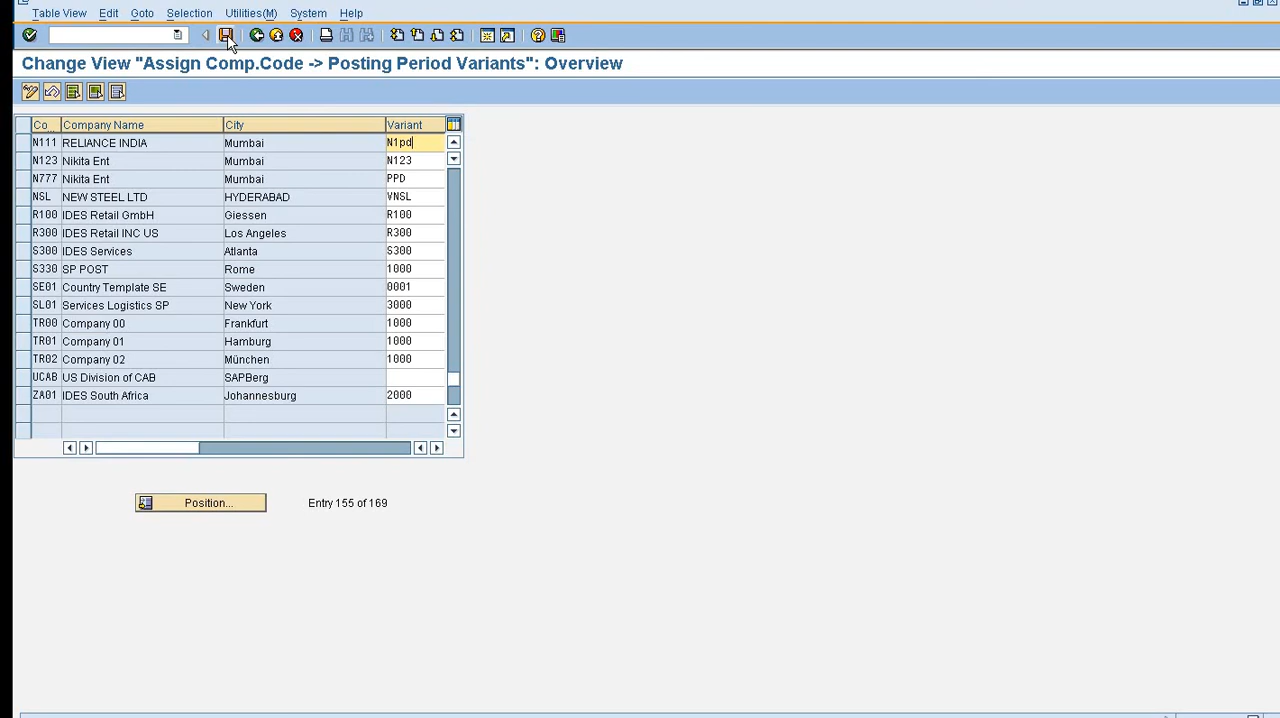 Table View Edit Goto Selection Utilities(M) System Help
Change View "Assign Comp.Code -> Posting Period Variants": Overview
Co... Company Name City Variant
N111 RELIANCE INDIA Mumbai N1pd
N123 Nikita Ent Mumbai N123
N777 Nikita Ent Mumbai PPD
NSL NEW STEEL LTD HYDERABAD VNSL
R100 IDES Retail GmbH Giessen R100
R300 IDES Retail INC US Los Angeles R300
S300 IDES Services Atlanta S300
S330 SP POST Rome 1000
SE01 Country Template SE Sweden 0001
SL01 Services Logistics SP New York 3000
TR00 Company 00 Frankfurt 1000
TR01 Company 01 Hamburg 1000
TR02 Company 02 München 1000
UCAB US Division of CAB SAPBerg
ZA01 IDES South Africa Johannesburg 2000
Position... Entry 155 of 169